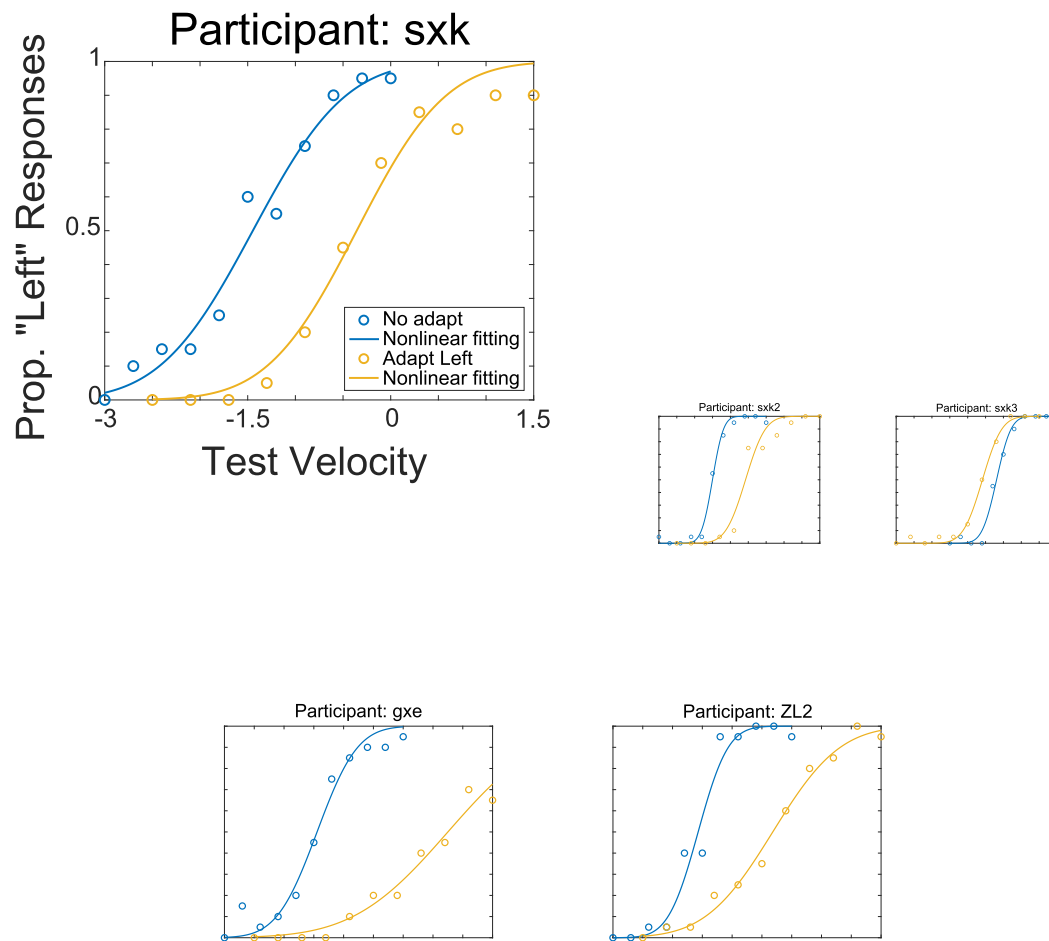 Participant: sxk
Prop. "Left" Responses
1
0.5
0
-3
-1.5
0
1.5
Test Velocity
No adapt
Nonlinear fitting
Adapt Left
Nonlinear fitting
Participant: sxk2
Participant: sxk3
Participant: gxe
Participant: ZL2